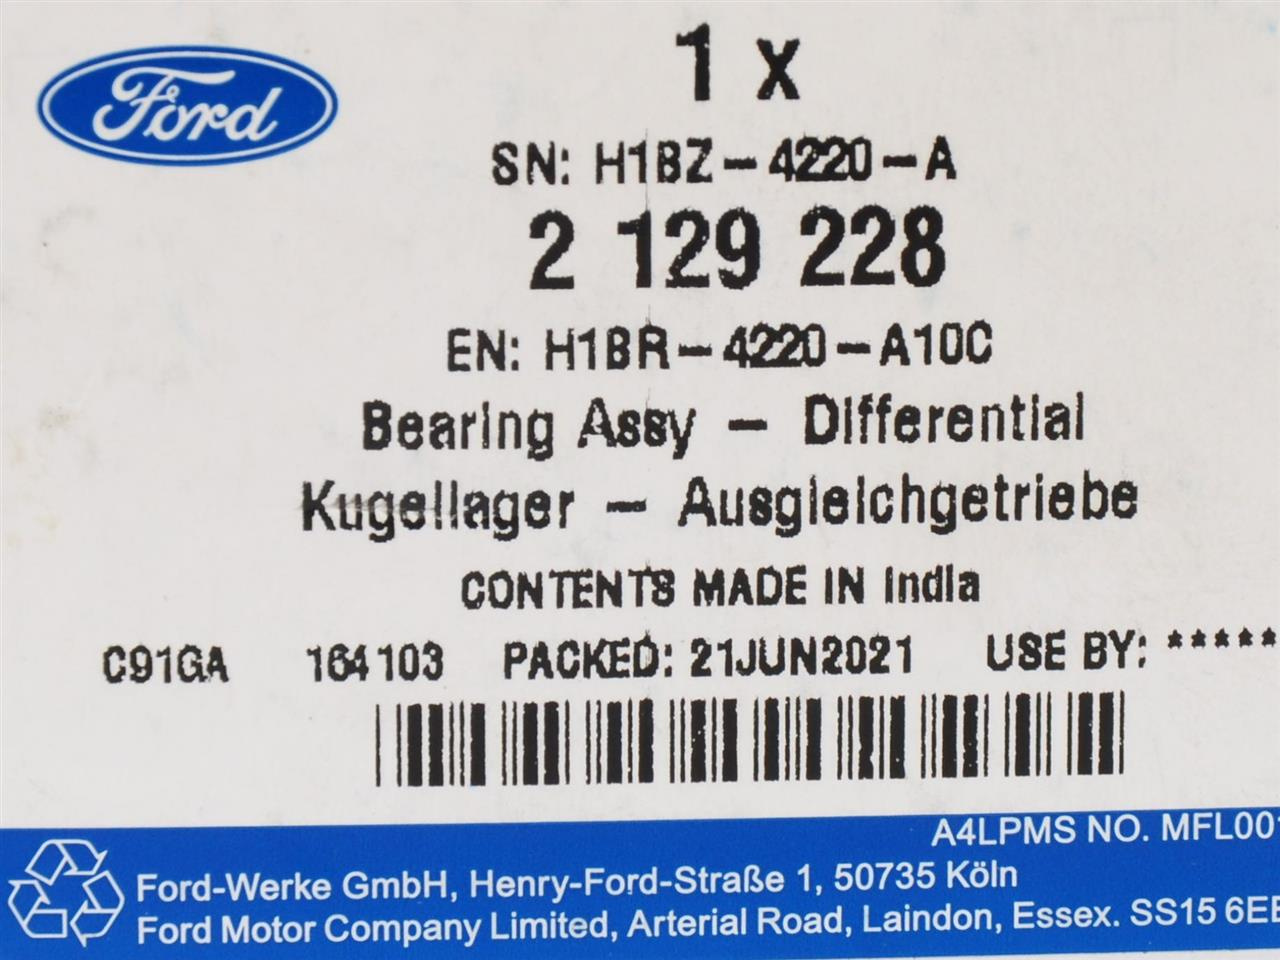 Ford
1 x
SN: H1BZ-4220-A
2 129 228
EN: H1BR-4220-A10C
Bearing Assy - Differential
Kugellager - Ausgleichgetriebe
CONTENTS MADE IN India
C91GA 164103 PACKED: 21JUN2021 USE BY: *****
A4LPMS NO.
Ford-Werke GmbH, Henry-Ford-Straße 1, 50735 Köln
Ford Motor Company Limited, Arterial Road, Laindon, Essex. SS15